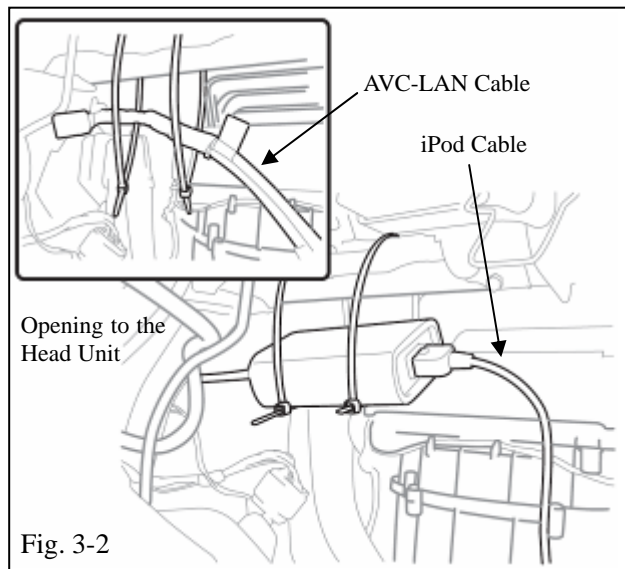 AVC-LAN Cable
iPod Cable
Opening to the
Head Unit
Fig. 3-2